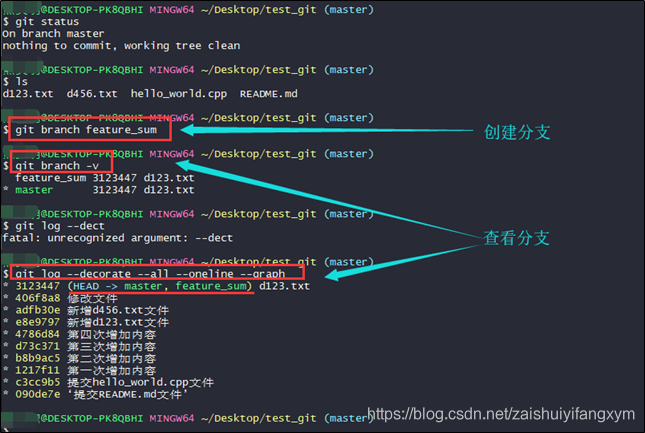 @DESKTOP-PK8QBHI MINGW64 ~/Desktop/test_git (master)
$ git status
On branch master
nothing to commit, working tree clean
@DESKTOP-PK8QBHI MINGW64 ~/Desktop/test_git (master)
$ ls
d123.txt d456.txt hello_world.cpp README.md
@DESKTOP-PK8QBHI MINGW64 ~/Desktop/test_git (master)
$ git branch feature_sum
创建分支
@DESKTOP-PK8QBHI MINGW64 ~/Desktop/test_git (master)
$ git branch -v
feature_sum 3123447 d123.txt
* master 3123447 d123.txt
@DESKTOP-PK8QBHI MINGW64 ~/Desktop/test_git (master)
$ git log --dect
fatal: unrecognized argument: --dect
查看分支
@DESKTOP-PK8QBHI MINGW64 ~/Desktop/test_git (master)
$ git log --decorate --all --oneline --graph
* 3123447 (HEAD -> master, feature_sum) d123.txt
* 406f8a8 修改文件
* adfb30e 新增d456.txt文件
* e8e9797 新增d123.txt文件
* 4786d84 第四次增加内容
* d73c371 第三次增加内容
* b8b9ac5 第二次增加内容
* 1217f11 第一次增加内容
* c3cc9b5 提交hello_world.cpp文件
* 090de7e ‘提交README.md文件’
@DESKTOP-PK8QBHI MINGW64 ~/Desktop/test_git (master)
https://blog.csdn.net/zaishuiyifangxym